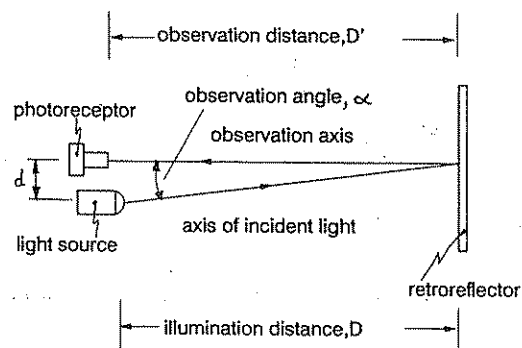 observation distance,D'
observation angle, ∝
photoreceptor
observation axis
d
axis of incident light
light source
retroreflector
illumination distance,D